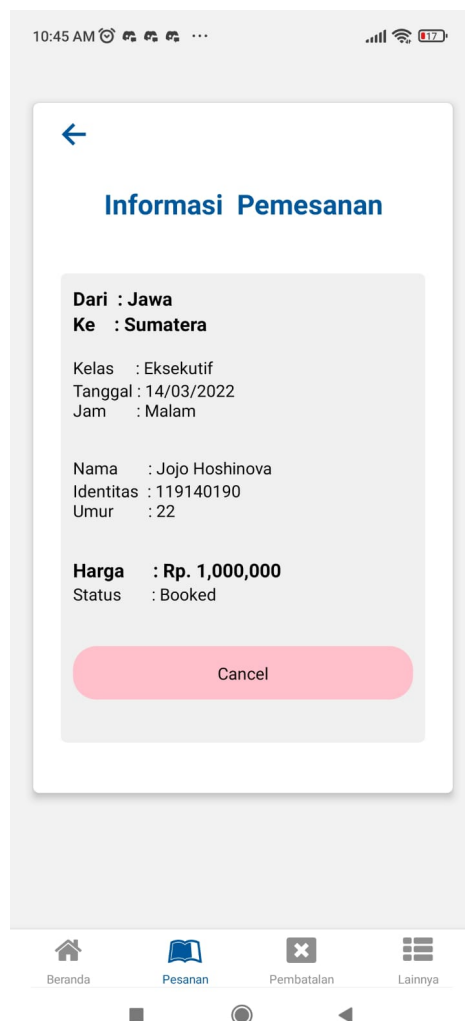 10:45 AM
17
Informasi Pemesanan
Dari : Jawa
Ke : Sumatera
Kelas : Eksekutif
Tanggal : 14/03/2022
Jam : Malam
Nama : Jojo Hoshinova
Identitas : 119140190
Umur : 22
Harga : Rp. 1,000,000
Status : Booked
Cancel
Beranda Pesanan Pembatalan Lainnya